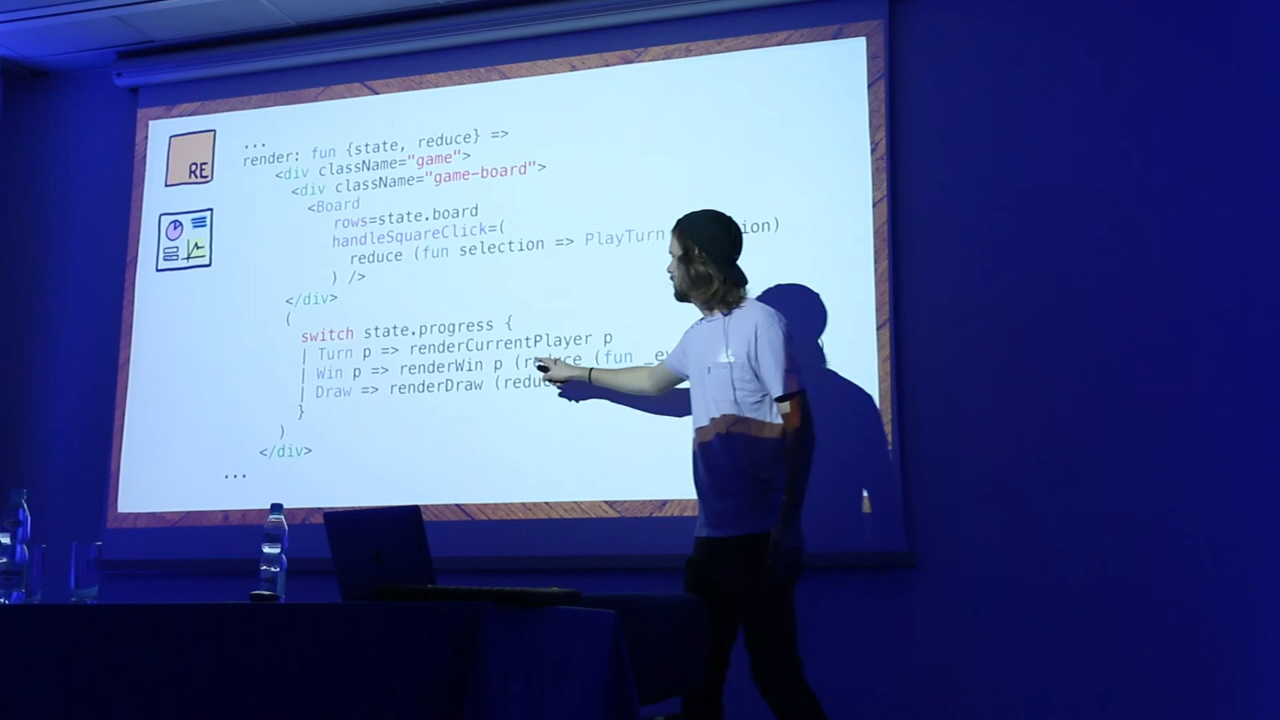 RE
...
render: fun {state, reduce} =>
<div className="game">
<div className="game-board">
<Board
rows=state.board
handleSquareClick=(
reduce (fun selection => PlayTurn
) />
</div>
(
switch state.progress {
| Turn p => renderCurrentPlayer p
| Win p => renderWin p (fun
| Draw => renderDraw
}
)
</div>
...